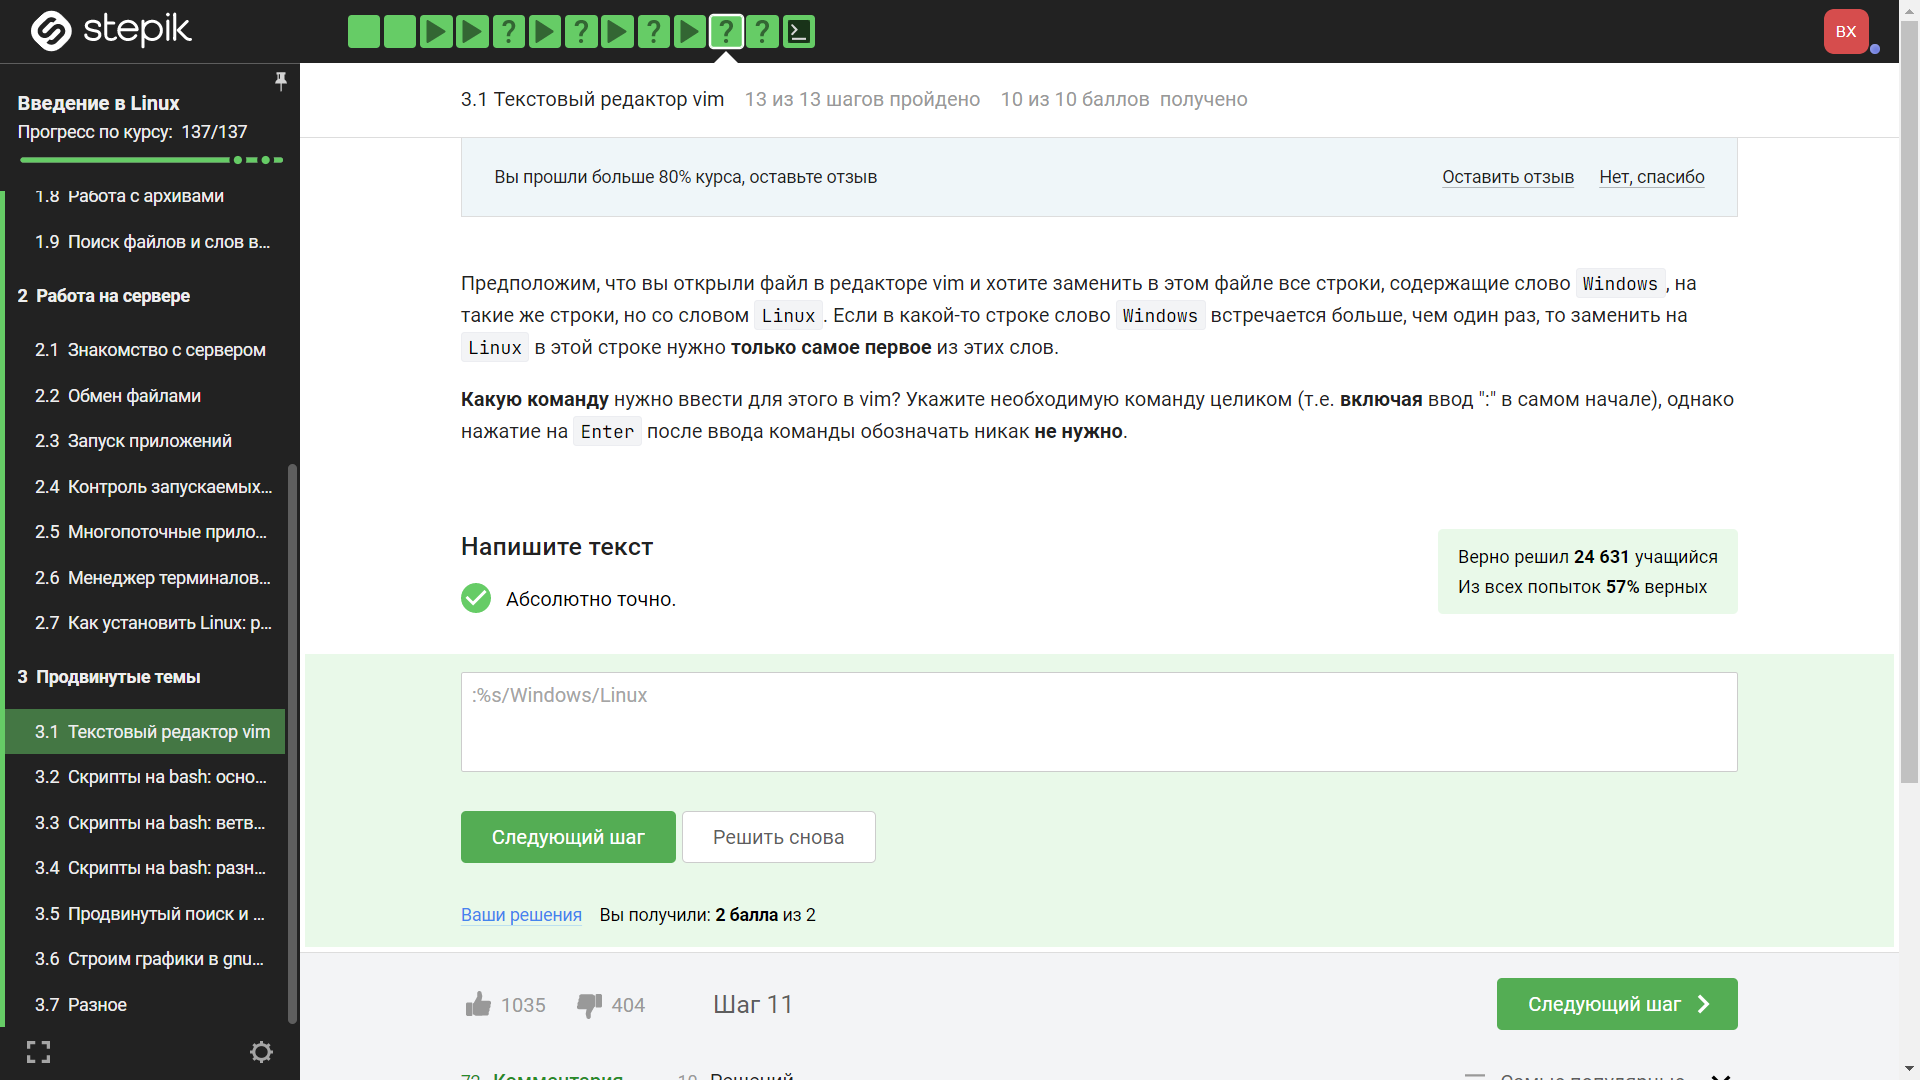 stepik
ВХ
Введение в Linux
Прогресс по курсу: 137/137
1.8 Работа с архивами
1.9 Поиск файлов и слов в...
2 Работа на сервере
2.1 Знакомство с сервером
2.2 Обмен файлами
2.3 Запуск приложений
2.4 Контроль запускаемых...
2.5 Многопоточные прило...
2.6 Менеджер терминалов...
2.7 Как установить Linux: р...
3 Продвинутые темы
3.1 Текстовый редактор vim
3.2 Скрипты на bash: осно...
3.3 Скрипты на bash: ветв...
3.4 Скрипты на bash: разн...
3.5 Продвинутый поиск и ...
3.6 Строим графики в gnu...
3.7 Разное
3.1 Текстовый редактор vim 13 из 13 шагов пройдено 10 из 10 баллов получено
Вы прошли больше 80% курса, оставьте отзыв Оставить отзыв Нет, спасибо
Предположим, что вы открыли файл в редакторе vim и хотите заменить в этом файле все строки, содержащие слово Windows , на
такие же строки, но со словом Linux . Если в какой-то строке слово Windows встречается больше, чем один раз, то заменить на
Linux в этой строке нужно только самое первое из этих слов.
Какую команду нужно ввести для этого в vim? Укажите необходимую команду целиком (т.е. включая ввод ":" в самом начале), однако
нажатие на Enter после ввода команды обозначать никак не нужно.
Напишите текст
Абсолютно точно.
Верно решил 24 631 учащийся
Из всех попыток 57% верных
:%s/Windows/Linux
Следующий шаг Решить снова
Ваши решения Вы получили: 2 балла из 2
1035 404 Шаг 11 Следующий шаг
Комментария Решений Самые популярные